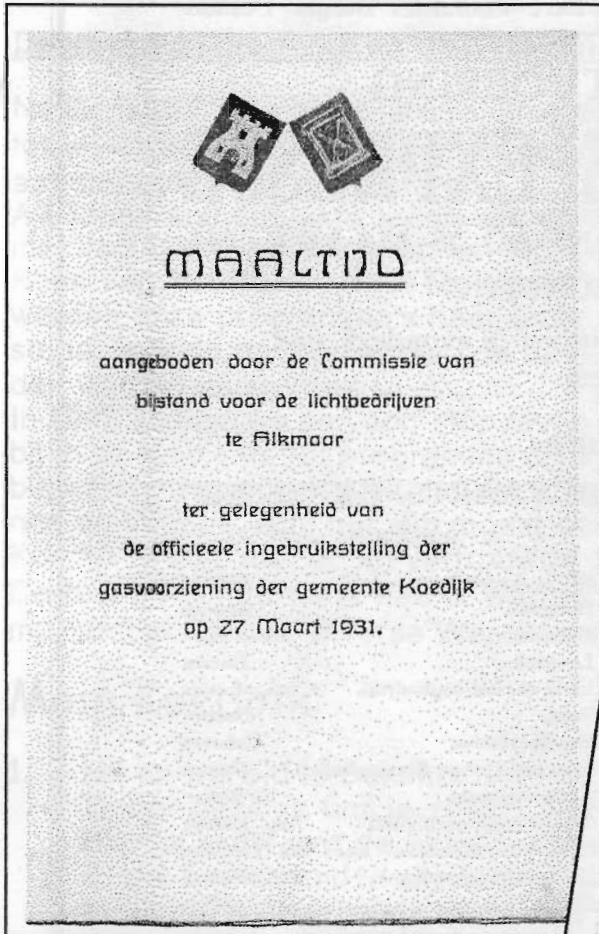 MAALTIJD
aangeboden door de Commissie van
bijstand voor de lichtbedrijven
te Alkmaar
ter gelegenheid van
de officieele ingebruikstelling der
gasvoorziening der gemeente Koedijk
op 27 Maart 1931.